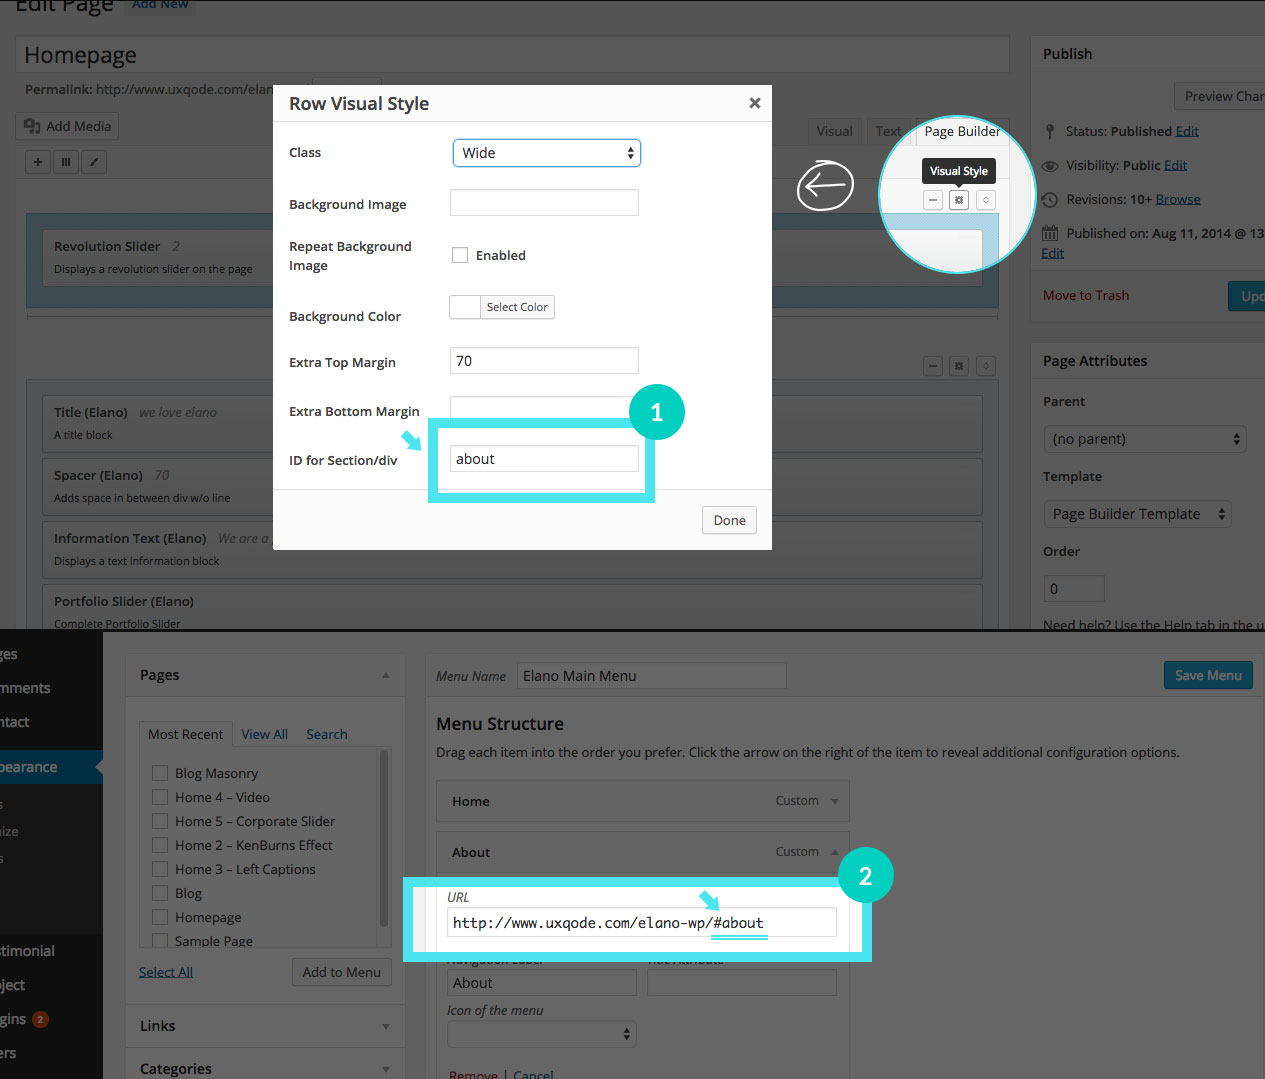 Edit Page Add New
Homepage
Permalink: http://www.uxqode.com/elan
Add Media
Visual Text Page Builder
Visual Style
Revolution Slider 2
Displays a revolution slider on the page
Title (Elano) we love elano
A title block
Spacer (Elano) 70
Adds space in between div w/o line
Information Text (Elano) We are a
Displays a text information block
Portfolio Slider (Elano)
Complete Portfolio Slider
Row Visual Style
Class Wide
Background Image
Repeat Background
Image
Enabled
Background Color Select Color
Extra Top Margin 70
Extra Bottom Margin
1
ID for Section/div about
Done
Publish
Preview Chan
Status: Published Edit
Visibility: Public Edit
Revisions: 10+ Browse
Published on: Aug 11, 2014 @ 13
Edit
Move to Trash Upd
Page Attributes
Parent
(no parent)
Template
Page Builder Template
Order
0
Need help? Use the Help tab in the u
ges
mments
ntact
pearance
s
ize
s
stimonial
oject
gins 2
ers
Pages
Most Recent View All Search
Blog Masonry
Home 4 – Video
Home 5 – Corporate Slider
Home 2 – KenBurns Effect
Home 3 – Left Captions
Blog
Homepage
Sample Page
Select All Add to Menu
Links
Categories
Menu Name Elano Main Menu Save Menu
Menu Structure
Drag each item into the order you prefer. Click the arrow on the right of the item to reveal additional configuration options.
Home Custom
About Custom
2
URL
http://www.uxqode.com/elano-wp/#about
Navigation Label Title Attribute
About
Icon of the menu
Remove | Cancel